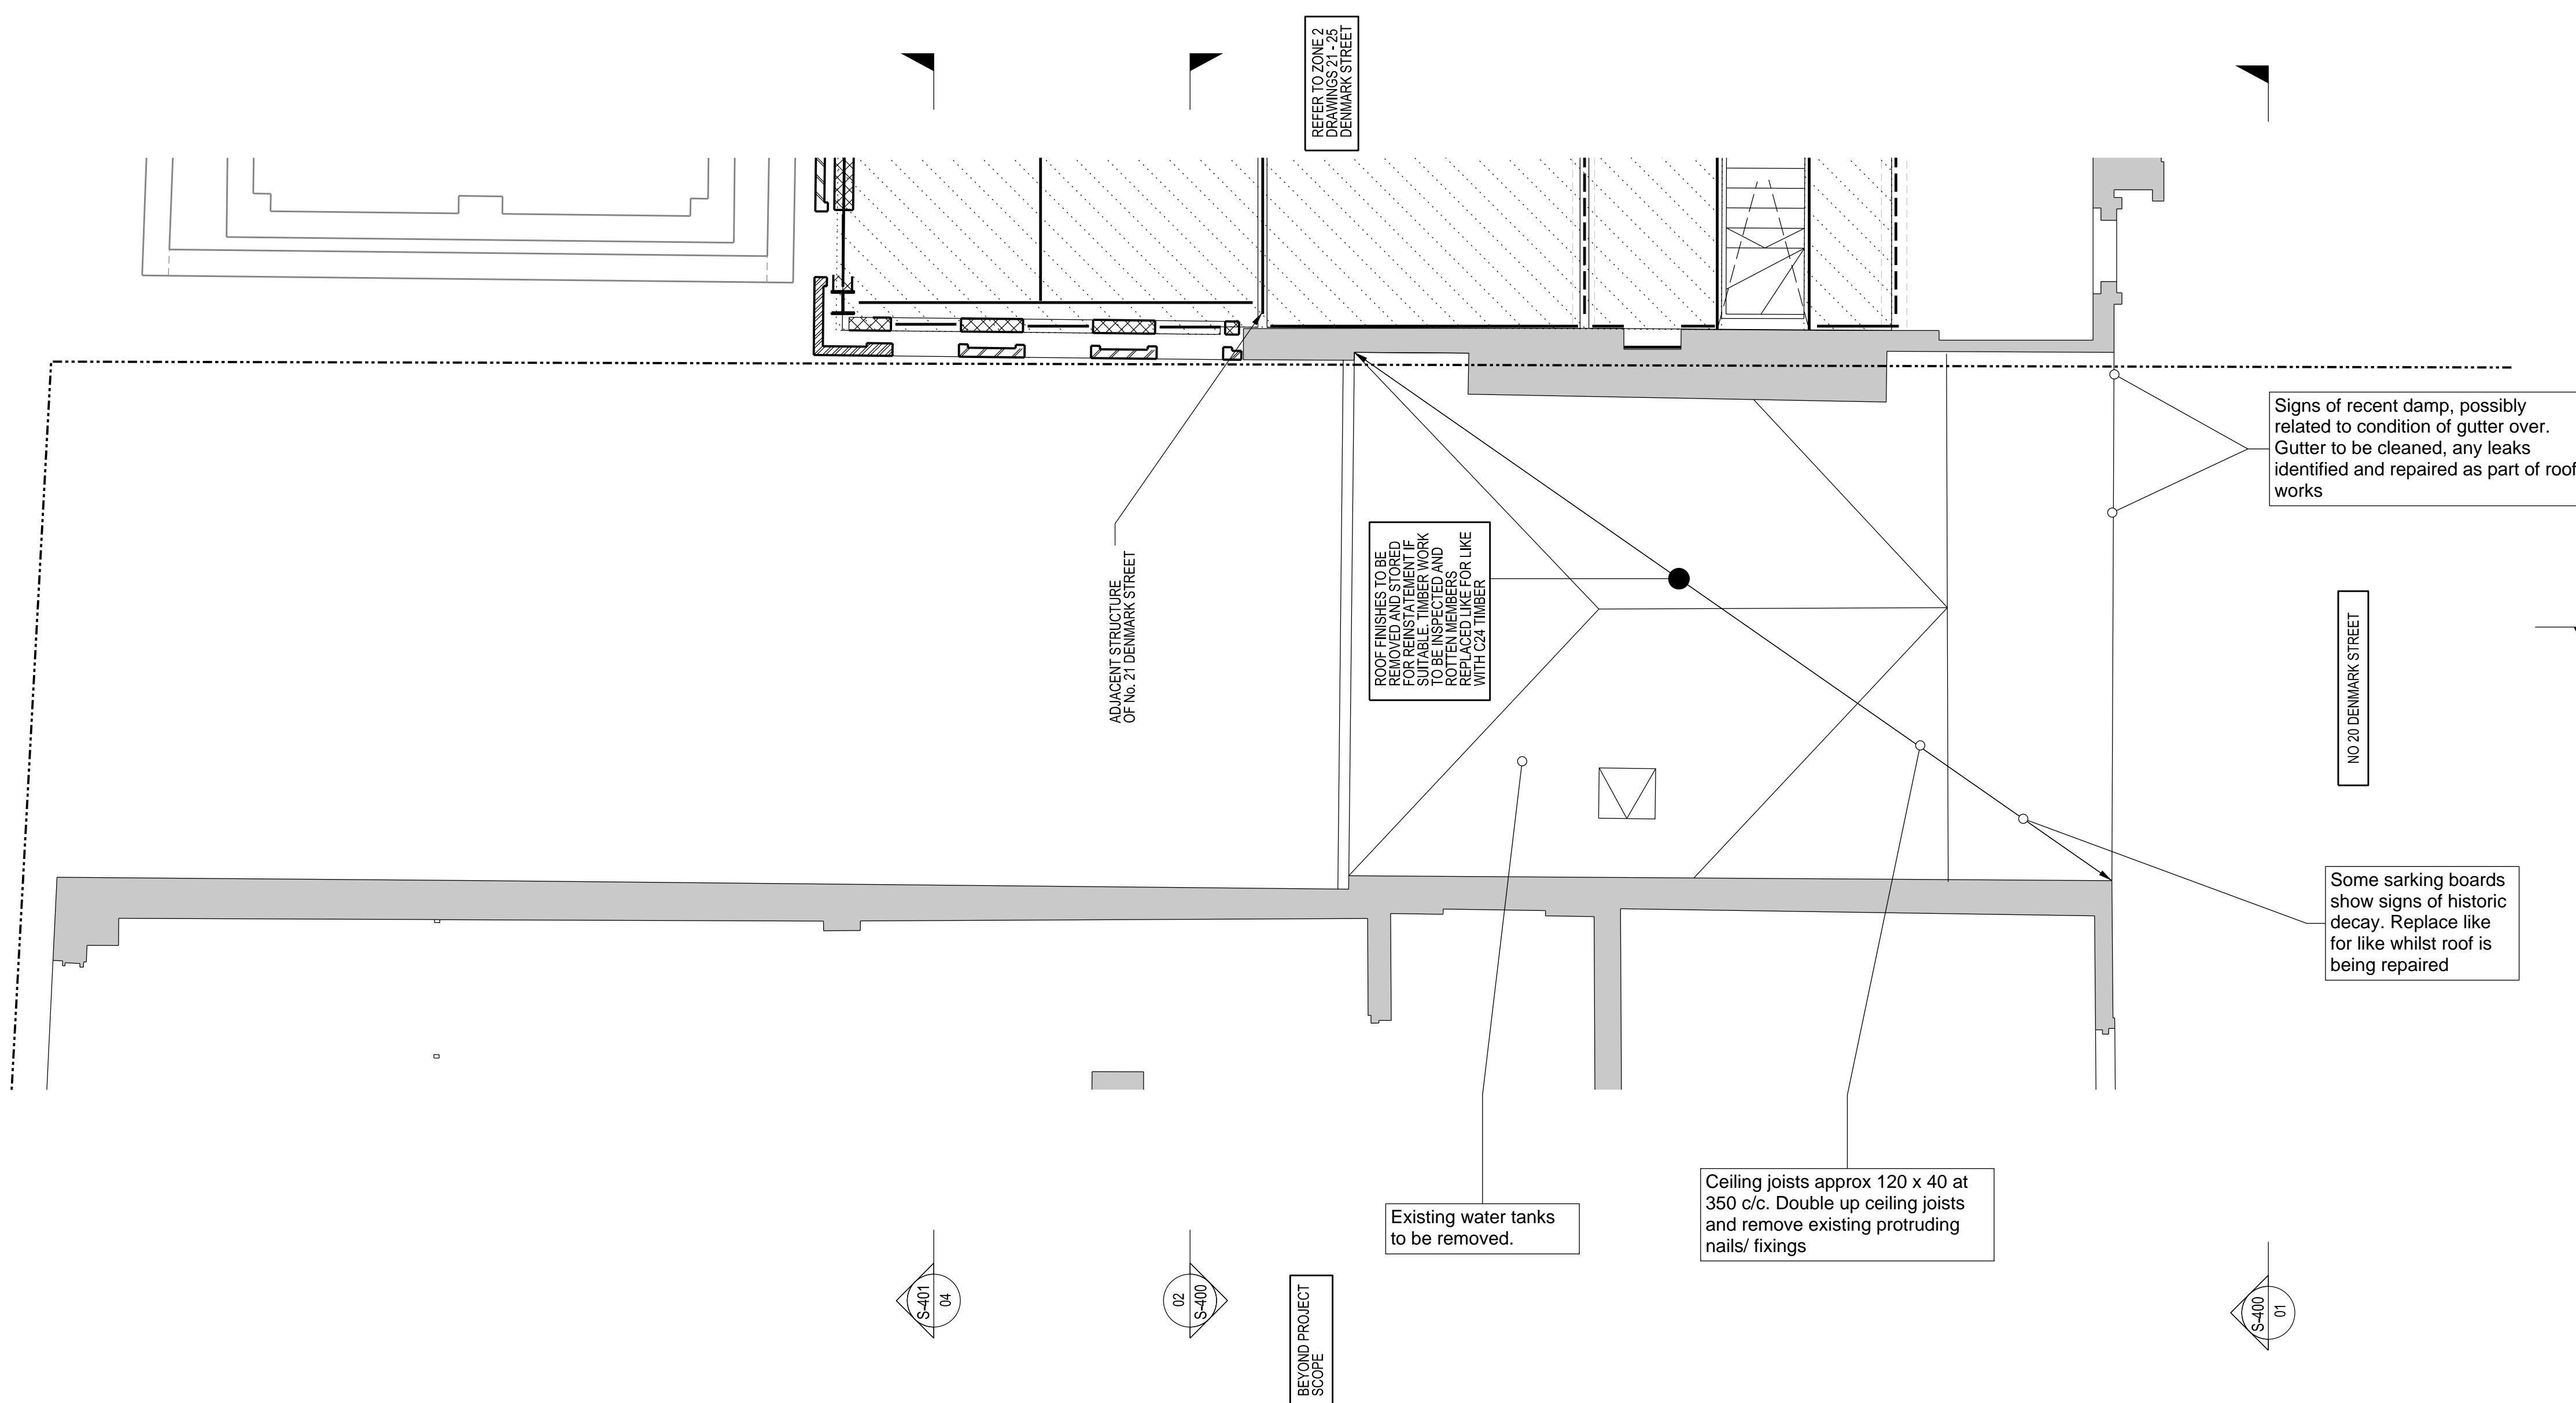 REFER TO ZONE 2
DRAWINGS 21 - 25
DENMARK STREET
Signs of recent damp, possibly
related to condition of gutter over.
Gutter to be cleaned, any leaks
identified and repaired as part of roof
works
ROOF FINISHES TO BE
REMOVED AND STORED
FOR REINSTATEMENT IF
SUITABLE. TIMBER WORK
TO BE INSPECTED AND
ROTTEN MEMBERS
REPLACED LIKE FOR LIKE
WITH C24 TIMBER
ADJACENT STRUCTURE
OF No. 21 DENMARK STREET
NO 20 DENMARK STREET
Some sarking boards
show signs of historic
decay. Replace like
for like whilst roof is
being repaired
Existing water tanks
to be removed.
Ceiling joists approx 120 x 40 at
350 c/c. Double up ceiling joists
and remove existing protruding
nails/ fixings
S-401
04
02
S-400
S-400
01
BEYOND PROJECT
SCOPE